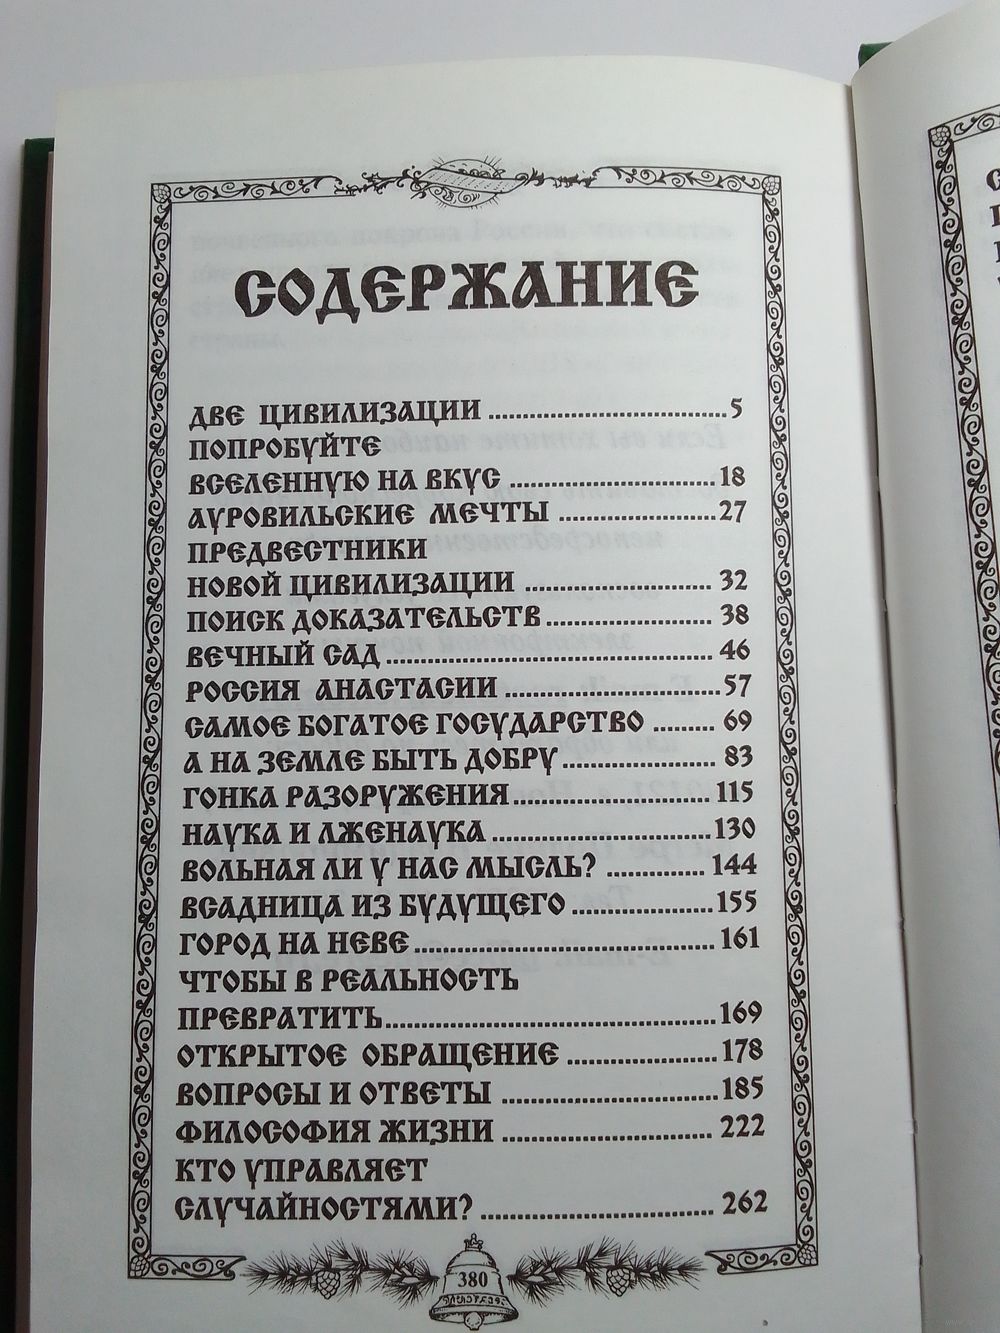 СОДЕРЖАНИЕ
ДВЕ ЦИВИЛИЗАЦИИ ........ 5
ПОПРОБУЙТЕ
ВСЕЛЕННУЮ НА ВКУС ........ 18
АУРОВИЛЬСКИЕ МЕЧТЫ ........ 27
ПРЕДВЕСТНИКИ
НОВОЙ ЦИВИЛИЗАЦИИ ........ 32
ПОИСК ДОКАЗАТЕЛЬСТВ ........ 38
ВЕЧНЫЙ САД ........ 46
РОССИЯ АНАСТАСИИ ........ 57
САМОЕ БОГАТОЕ ГОСУДАРСТВО ........ 69
А НА ЗЕМЛЕ БЫТЬ ДОБРУ ........ 83
ГОНКА РАЗОРУЖЕНИЯ ........ 115
НАУКА И ЛЖЕНАУКА ........ 130
ВОЛЬНАЯ ЛИ У НАС МЫСЛЬ? ........ 144
ВСАДНИЦА ИЗ БУДУЩЕГО ........ 155
ГОРОД НА НЕВЕ ........ 161
ЧТОБЫ В РЕАЛЬНОСТЬ
ПРЕВРАТИТЬ ........ 169
ОТКРЫТОЕ ОБРАЩЕНИЕ ........ 178
ВОПРОСЫ И ОТВЕТЫ ........ 185
ФИЛОСОФИЯ ЖИЗНИ ........ 222
КТО УПРАВЛЯЕТ
СЛУЧАЙНОСТЯМИ? ........ 262
380